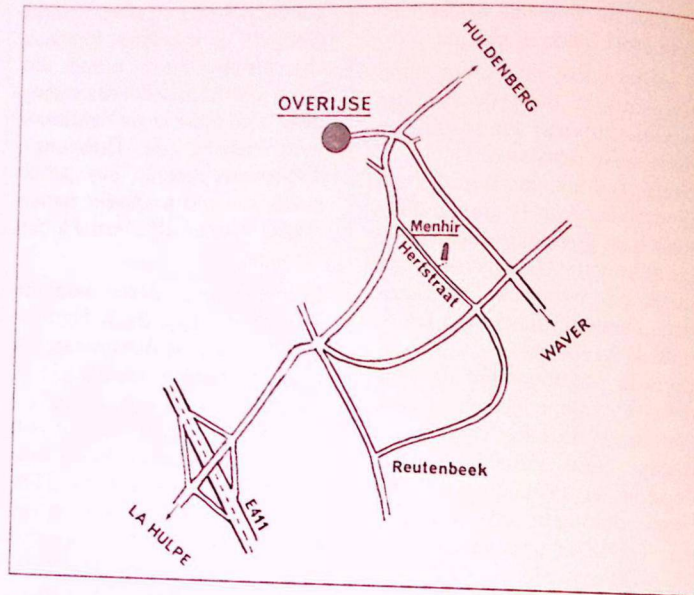 HULDENBERG
OVERIJSE
Menhir
Herfstraat
WAVER
Reutenbeek
E411
LA HULPE